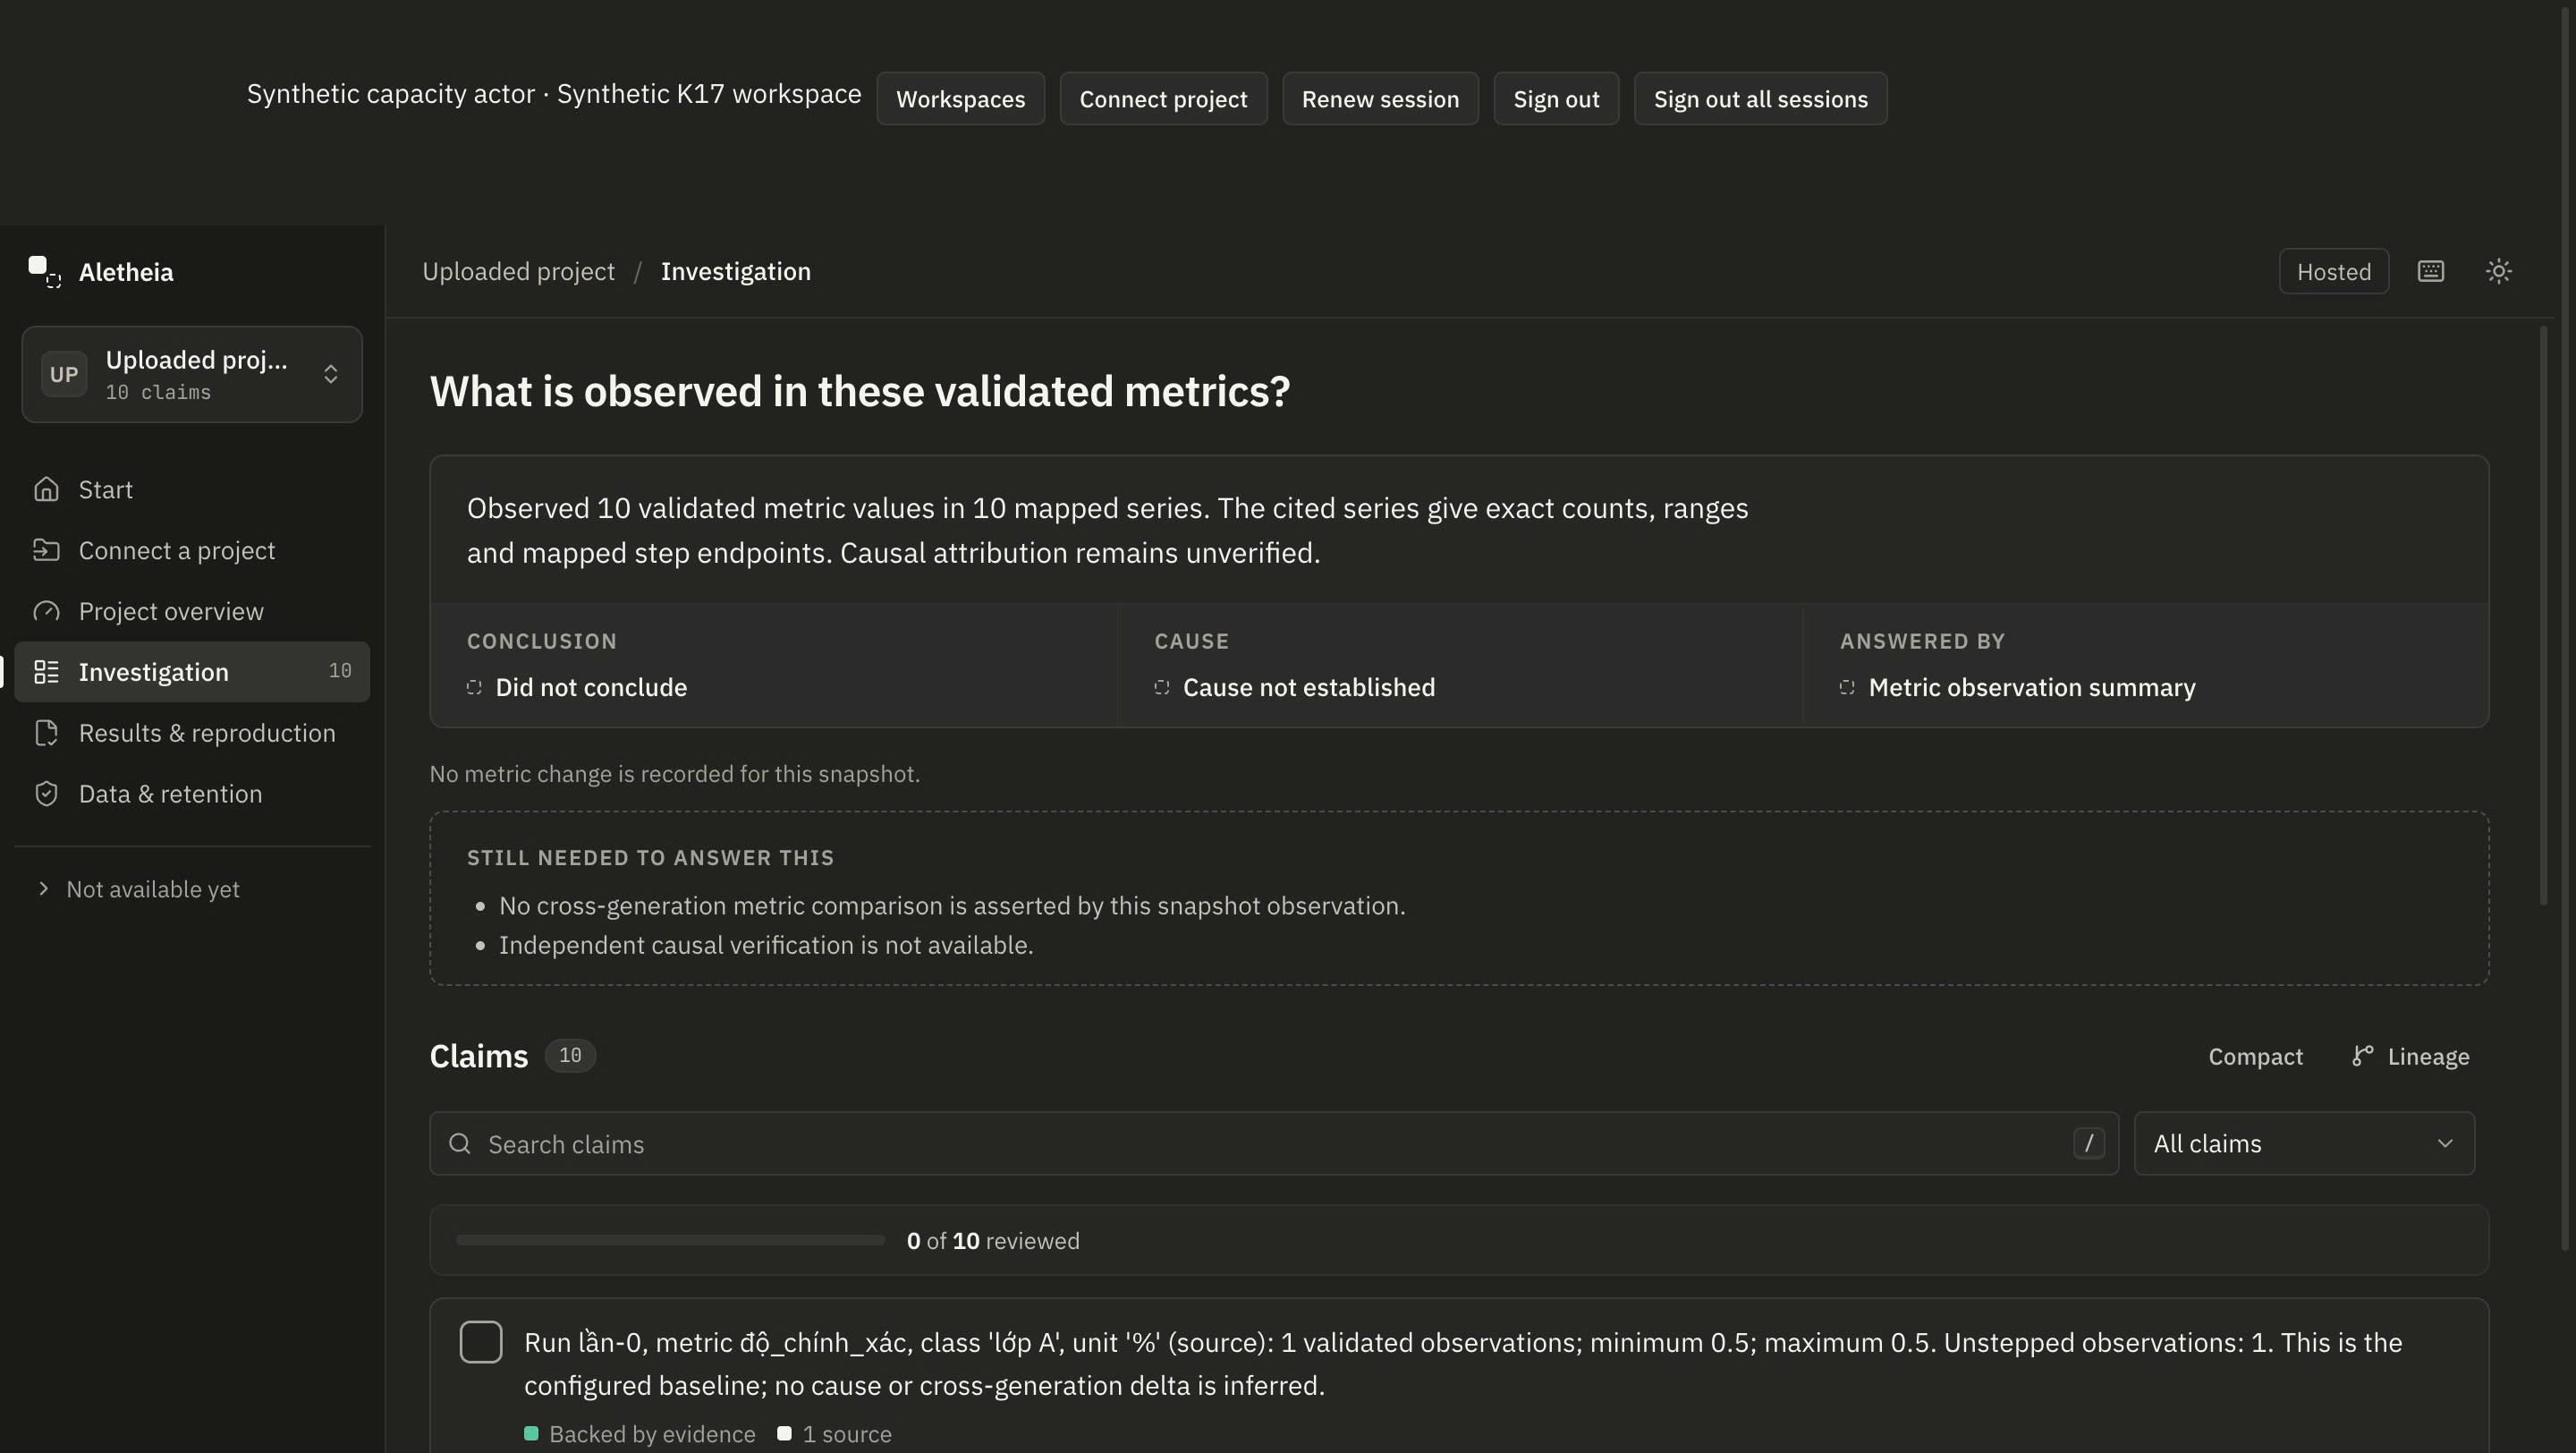 Synthetic capacity actor · Synthetic K17 workspace
Workspaces
Connect project
Renew session
Sign out
Sign out all sessions
Aletheia
UP
Uploaded proj...
10 claims
Start
Connect a project
Project overview
Investigation 10
Results & reproduction
Data & retention
Not available yet
Uploaded project / Investigation
Hosted
What is observed in these validated metrics?
Observed 10 validated metric values in 10 mapped series. The cited series give exact counts, ranges
and mapped step endpoints. Causal attribution remains unverified.
CONCLUSION
Did not conclude
CAUSE
Cause not established
ANSWERED BY
Metric observation summary
No metric change is recorded for this snapshot.
STILL NEEDED TO ANSWER THIS
• No cross-generation metric comparison is asserted by this snapshot observation.
• Independent causal verification is not available.
Claims 10
Compact
Lineage
Search claims /
All claims
0 of 10 reviewed
Run lần-0, metric độ_chính_xác, class 'lớp A', unit '%' (source): 1 validated observations; minimum 0.5; maximum 0.5. Unstepped observations: 1. This is the
configured baseline; no cause or cross-generation delta is inferred.
Backed by evidence
1 source